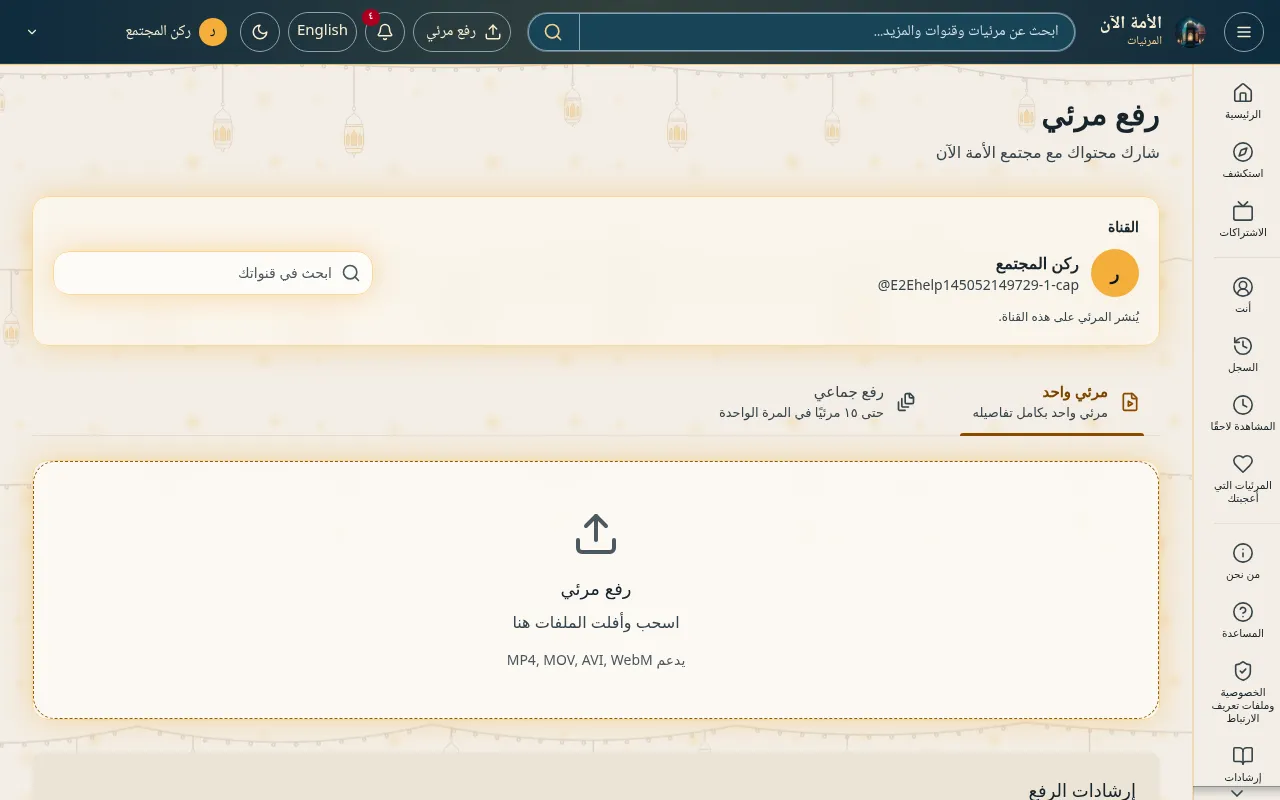 الأمة الآن
المرئيات
ابحث عن مرئيات وقنوات والمزيد...
رفع مرئي
٤
English
ر
ركن المجتمع
الرئيسية
استكشف
الاشتراكات
أنت
السجل
المشاهدة لاحقًا
المرئيات التي
أعجبتك
من نحن
المساعدة
الخصوصية
وملفات تعريف
الارتباط
إرشادات
رفع مرئي
شارك محتواك مع مجتمع الأمة الآن
القناة
ر
ركن المجتمع
@E2Ehelp145052149729-1-cap
يُنشر المرئي على هذه القناة.
ابحث في قنواتك
مرئي واحد
مرئي واحد بكامل تفاصيله
رفع جماعي
حتى ١٥ مرئيًا في المرة الواحدة
رفع مرئي
اسحب وأفلت الملفات هنا
يدعم MP4, MOV, AVI, WebM
إرشادات الرفع